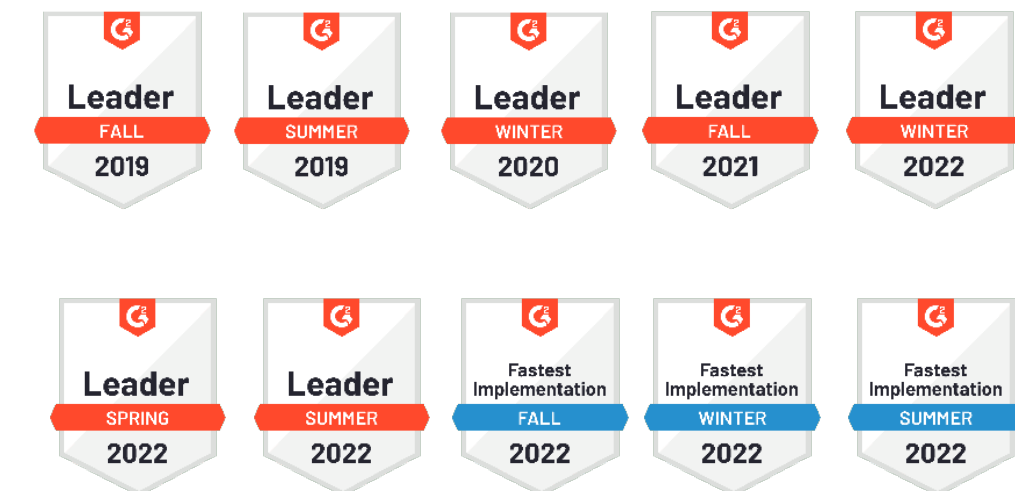 G2
Leader
FALL
2019
G2
Leader
SUMMER
2019
G2
Leader
WINTER
2020
G2
Leader
FALL
2021
G2
Leader
WINTER
2022
G2
Leader
SPRING
2022
G2
Leader
SUMMER
2022
G2
Fastest
Implementation
FALL
2022
G2
Fastest
Implementation
WINTER
2022
G2
Fastest
Implementation
SUMMER
2022